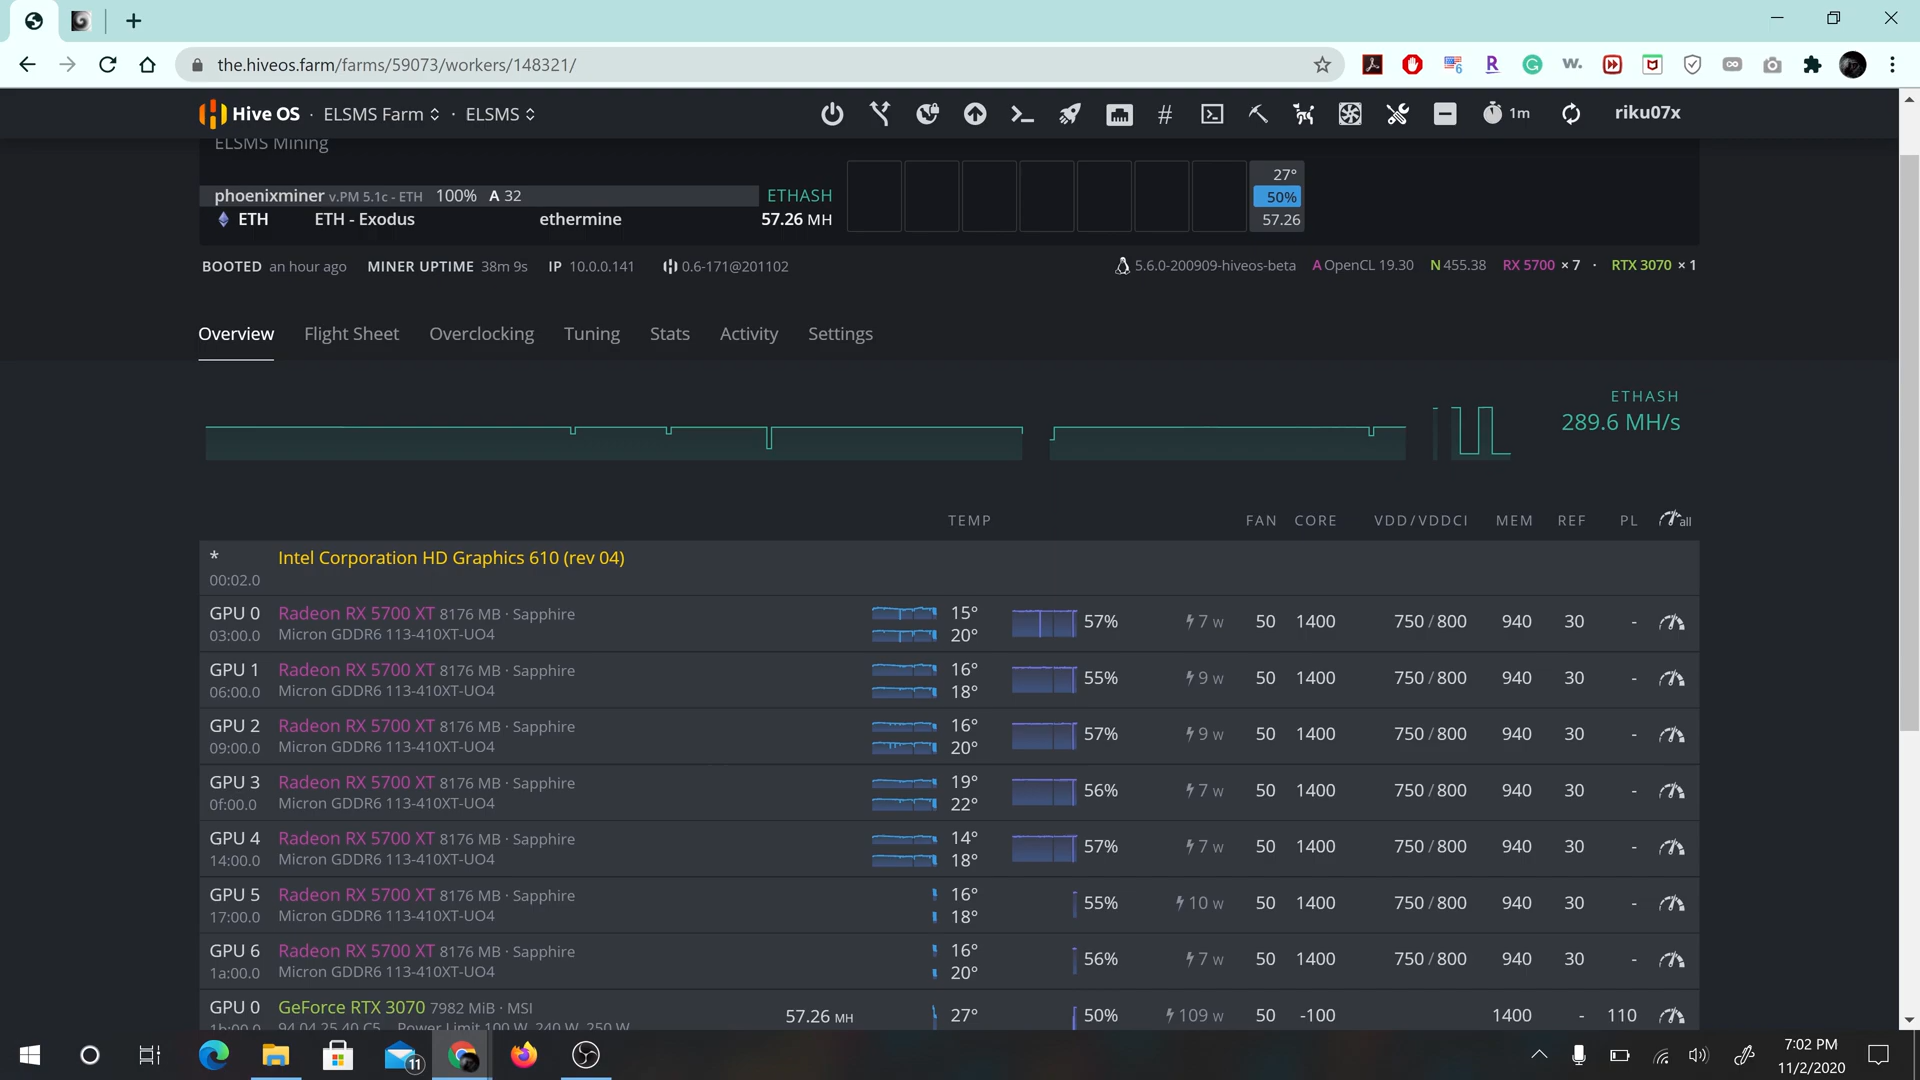 the.hiveos.farm/farms/59073/workers/148321/
Hive OS · ELSMS Farm · ELSMS
1m
riku07x
ELSMS Mining
phoenixminer v.PM 5.1c - ETH 100% A 32 ETHASH
ETH ETH - Exodus ethermine 57.26 MH
27°
50%
57.26
BOOTED an hour ago MINER UPTIME 38m 9s IP 10.0.0.141 0.6-171@201102
5.6.0-200909-hiveos-beta A OpenCL 19.30 N 455.38 RX 5700 × 7 · RTX 3070 × 1
Overview Flight Sheet Overclocking Tuning Stats Activity Settings
ETHASH
289.6 MH/s
TEMP FAN CORE VDD/VDDCI MEM REF PL all
* Intel Corporation HD Graphics 610 (rev 04)
00:02.0
GPU 0 Radeon RX 5700 XT 8176 MB · Sapphire 15° 57% 7 W 50 1400 750 / 800 940 30 -
03:00.0 Micron GDDR6 113-410XT-UO4 20°
GPU 1 Radeon RX 5700 XT 8176 MB · Sapphire 16° 55% 9 W 50 1400 750 / 800 940 30 -
06:00.0 Micron GDDR6 113-410XT-UO4 18°
GPU 2 Radeon RX 5700 XT 8176 MB · Sapphire 16° 57% 9 W 50 1400 750 / 800 940 30 -
09:00.0 Micron GDDR6 113-410XT-UO4 20°
GPU 3 Radeon RX 5700 XT 8176 MB · Sapphire 19° 56% 7 W 50 1400 750 / 800 940 30 -
0f:00.0 Micron GDDR6 113-410XT-UO4 22°
GPU 4 Radeon RX 5700 XT 8176 MB · Sapphire 14° 57% 7 W 50 1400 750 / 800 940 30 -
14:00.0 Micron GDDR6 113-410XT-UO4 18°
GPU 5 Radeon RX 5700 XT 8176 MB · Sapphire 16° 55% 10 W 50 1400 750 / 800 940 30 -
17:00.0 Micron GDDR6 113-410XT-UO4 18°
GPU 6 Radeon RX 5700 XT 8176 MB · Sapphire 16° 56% 7 W 50 1400 750 / 800 940 30 -
1a:00.0 Micron GDDR6 113-410XT-UO4 20°
GPU 0 GeForce RTX 3070 7982 MiB · MSI 57.26 MH 27° 50% 109 W 50 -100 1400 - 110
1b:00.0 94.04.25.40.C5 Power Limit 100 W, 240 W, 250 W
11
7:02 PM
11/2/2020